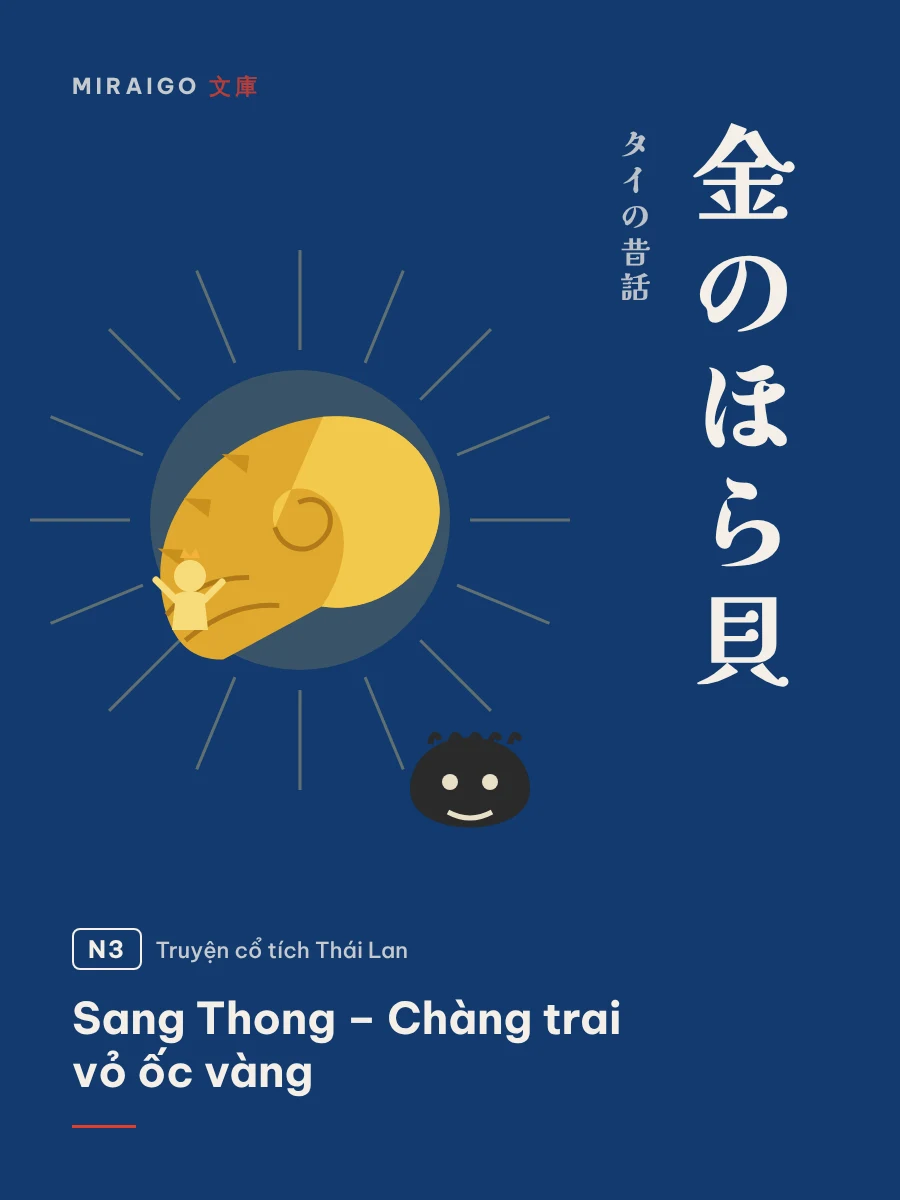 MIRAIGO 文庫
金のほら貝
タイの昔話
N3 Truyện cổ tích Thái Lan
Sang Thong – Chàng trai
vỏ ốc vàng